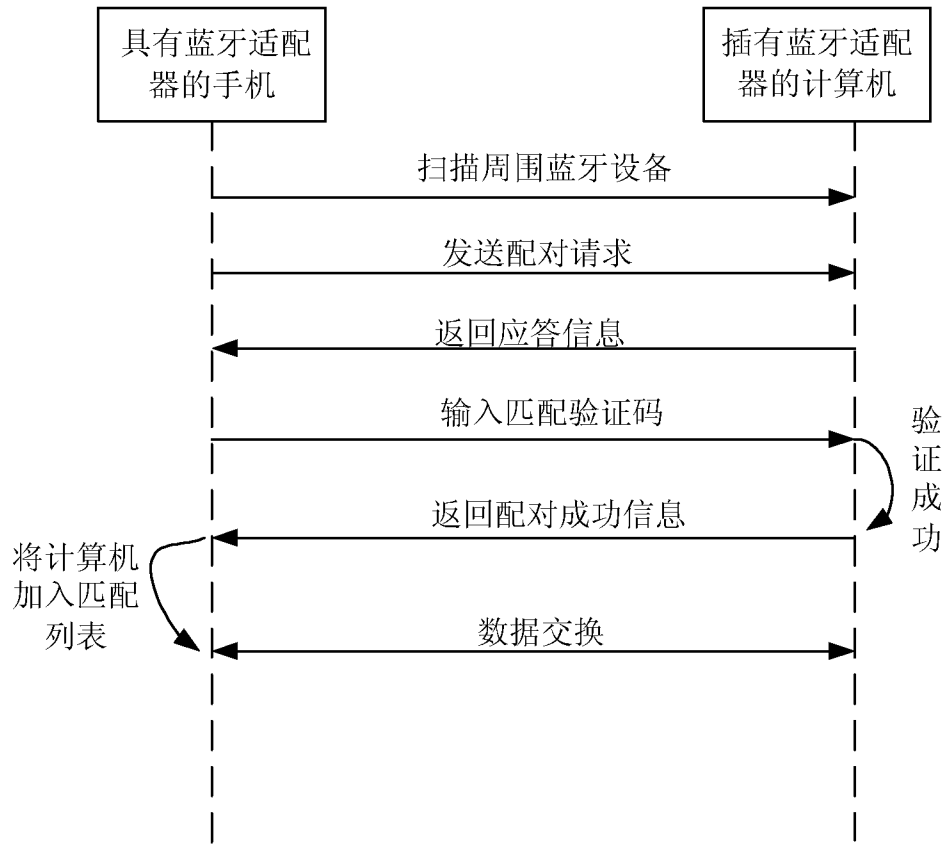 具有蓝牙适配
器的手机
插有蓝牙适配
器的计算机
扫描周围蓝牙设备
发送配对请求
返回应答信息
输入匹配验证码
验
证
成
功
返回配对成功信息
将计算机
加入匹配
列表
数据交换